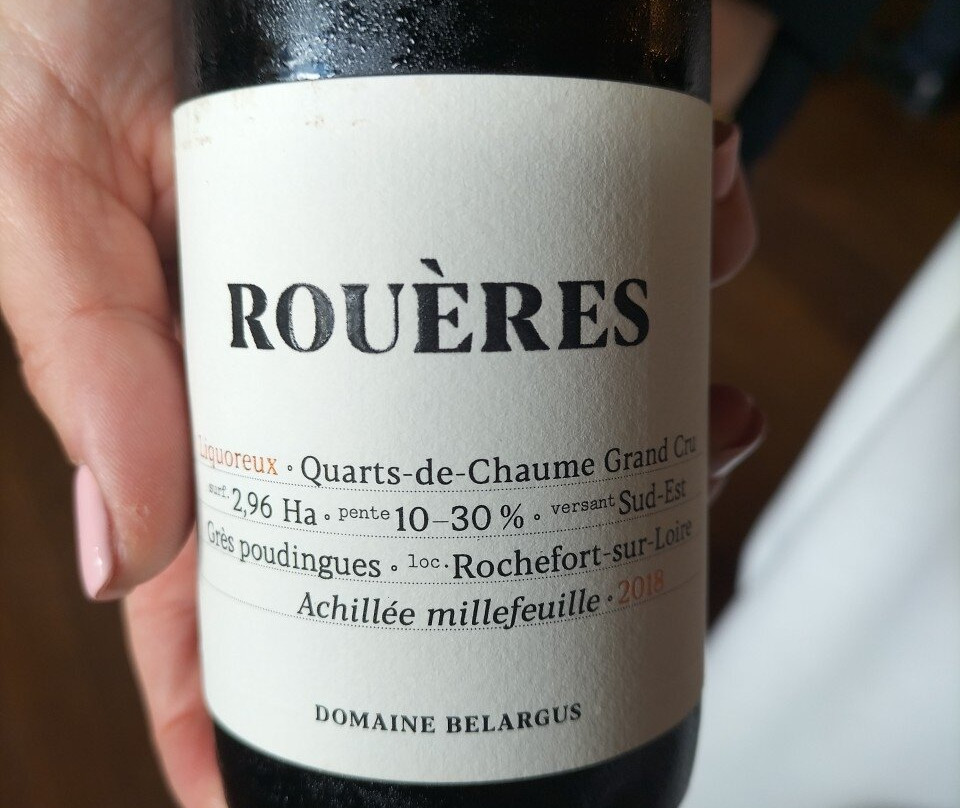 ROUÈRES
Liquoreux • Quarts-de-Chaume Grand Cru
surf. 2,96 Ha • pente 10–30 % • versant Sud-Est
Grès poudingues • loc. Rochefort-sur-Loire
Achillée millefeuille • 2018
DOMAINE BELARGUS